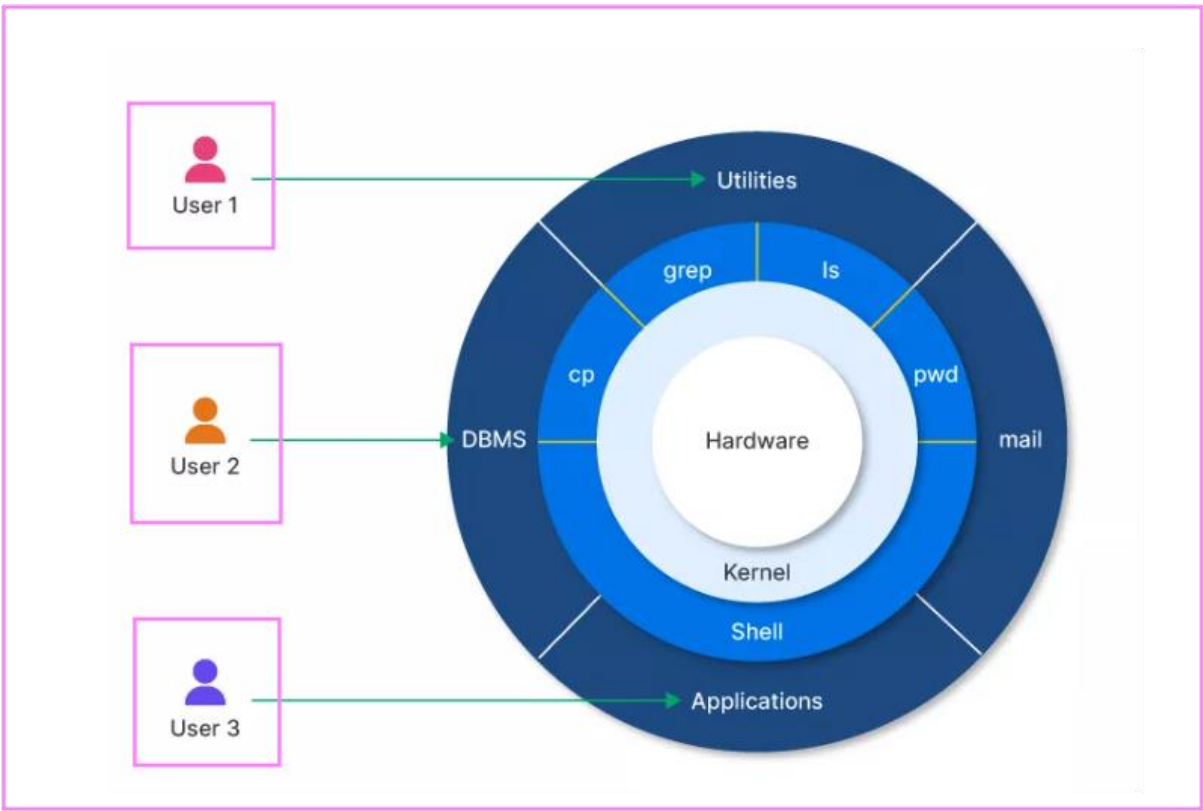 User 1
Utilities
grep
ls
cp
pwd
User 2
DBMS
Hardware
mail
Kernel
Shell
User 3
Applications